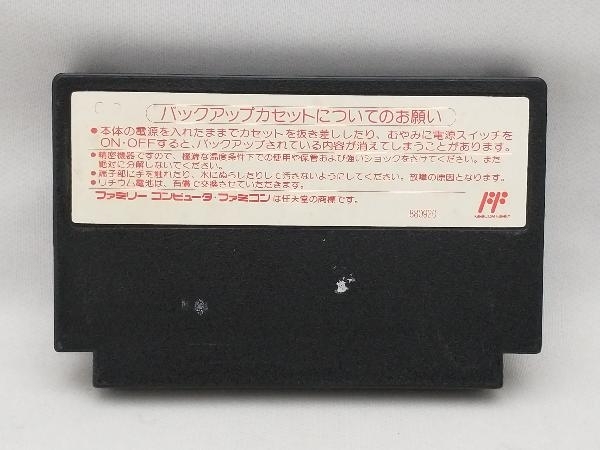 バックアップカセットについてのお願い
●本体の電源を入れたままでカセットを抜き差ししたり、むやみに電源スイッチを
ON・OFFすると、バックアップされている内容が消えてしまうことがあります。
●精密機器ですので、極端な温度条件下での使用や保管および強いショックをさけてください。また
絶対に分解しないでください。
●端子部に手を触れたり、水にぬらしたりして汚さないようにしてください。故障の原因となります。
●リチウム電池は、有償で交換させていただきます。
ファミリーコンピュータ・ファミコンは任天堂の商標です。